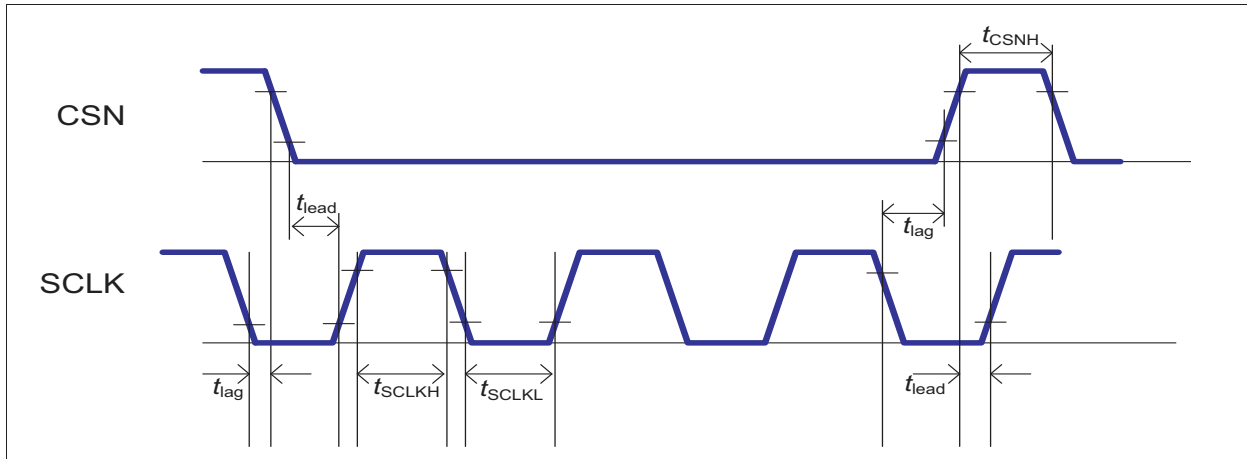 tCSNH
CSN
tlead
tlag
SCLK
tlag
tSCLKH
tSCLKL
tlead